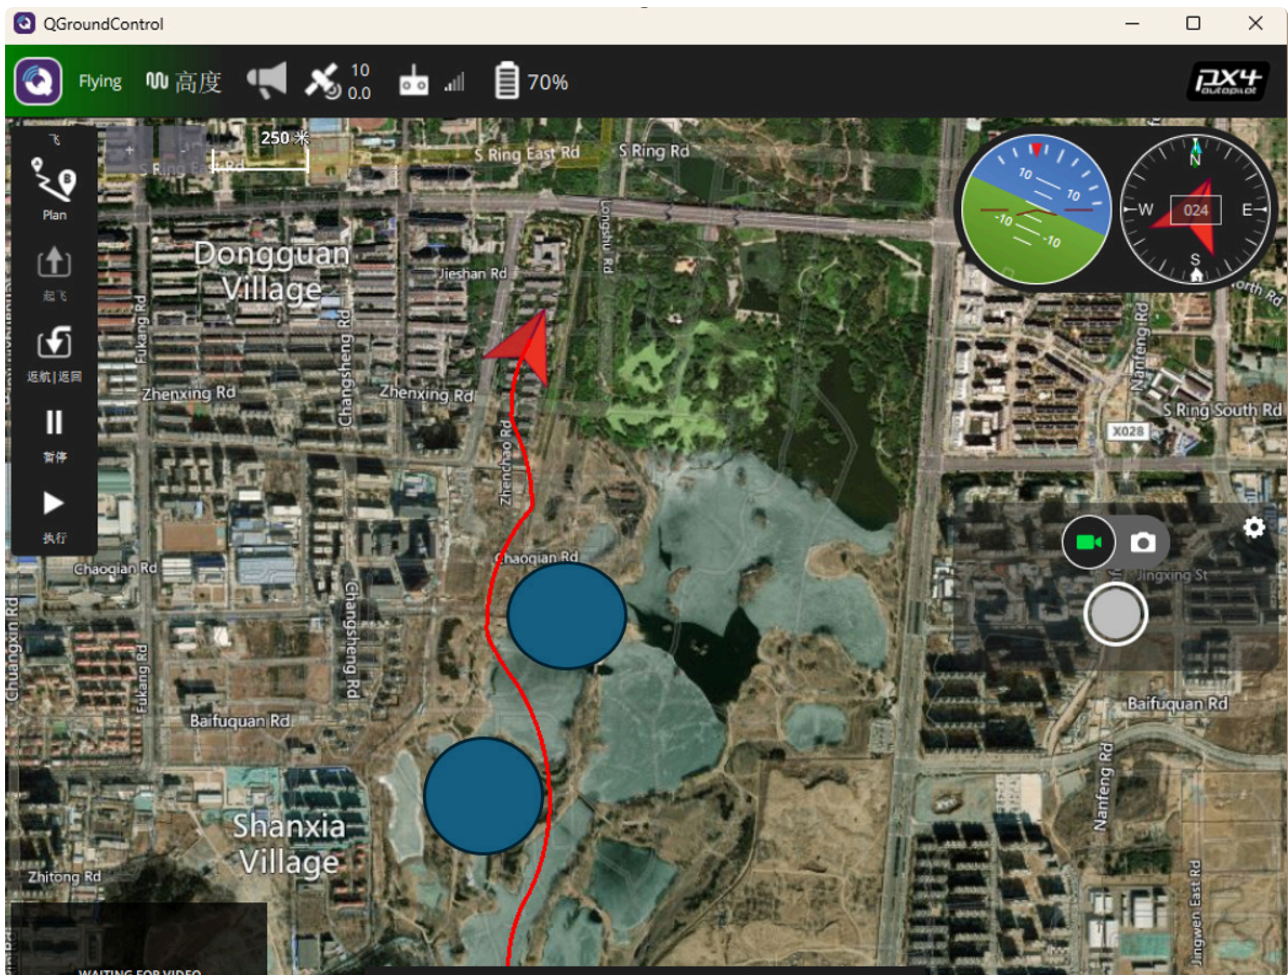 QGroundControl
Flying
高度
10
0.0
70%
px4
autopilot
飞
Plan
起飞
返航|返回
暂停
执行
250 米
S Ring East Rd
S Ring Rd
Longshu Rd
Dongguan
Village
Jieshan Rd
Fukang Rd
Changsheng Rd
Zhenxing Rd
Zhenxing Rd
Zhenchao Rd
Chaoqian Rd
Chaoqian Rd
Chuangxin Rd
Changsheng Rd
Fukang Rd
Baifuquan Rd
Shanxia
Village
Zhitong Rd
WAITING FOR VIDEO
10
10
-10
-10
N
W
024
E
S
orth Rd
Nanfeng Rd
S Ring South Rd
X028
Jingxing St
Baifuquan Rd
Nanfeng Rd
Jingwen East Rd